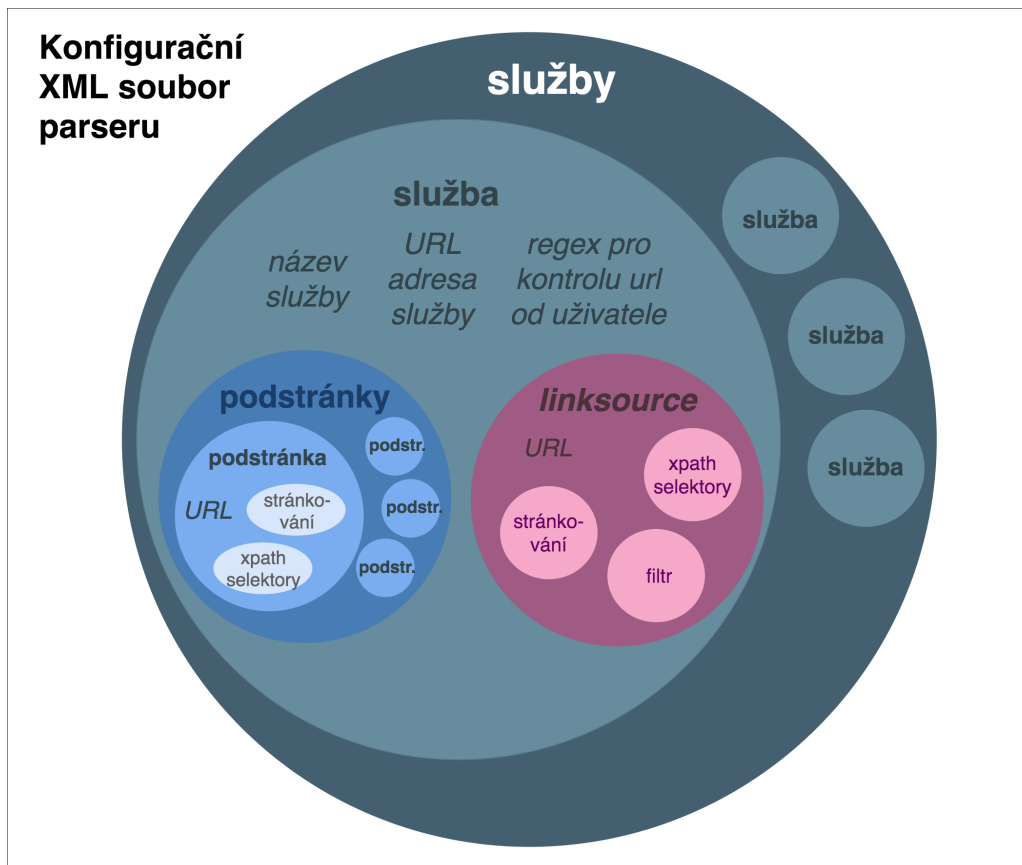 Konfigurační
XML soubor
parseru
služby
služba
název
služby
URL
adresa
služby
regex pro
kontrolu url
od uživatele
služba
služba
služba
podstránky
podstránka
URL
stránko-
vání
xpath
selektory
podstr.
podstr.
podstr.
linksource
URL
xpath
selektory
stránko-
vání
filtr